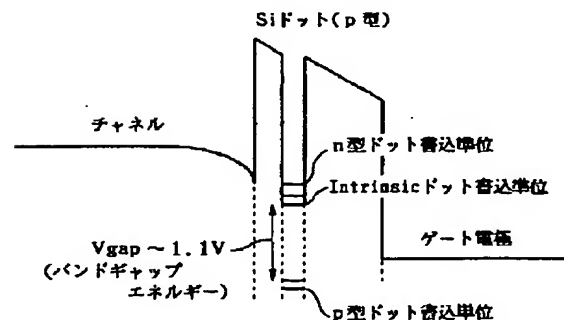 Siドット(p型)
チャネル
n型ドット書込準位
Intrinsicドット書込準位
Vgap~1.1V
(バンドギャップ
エネルギー)
ゲート電極
p型ドット書込単位